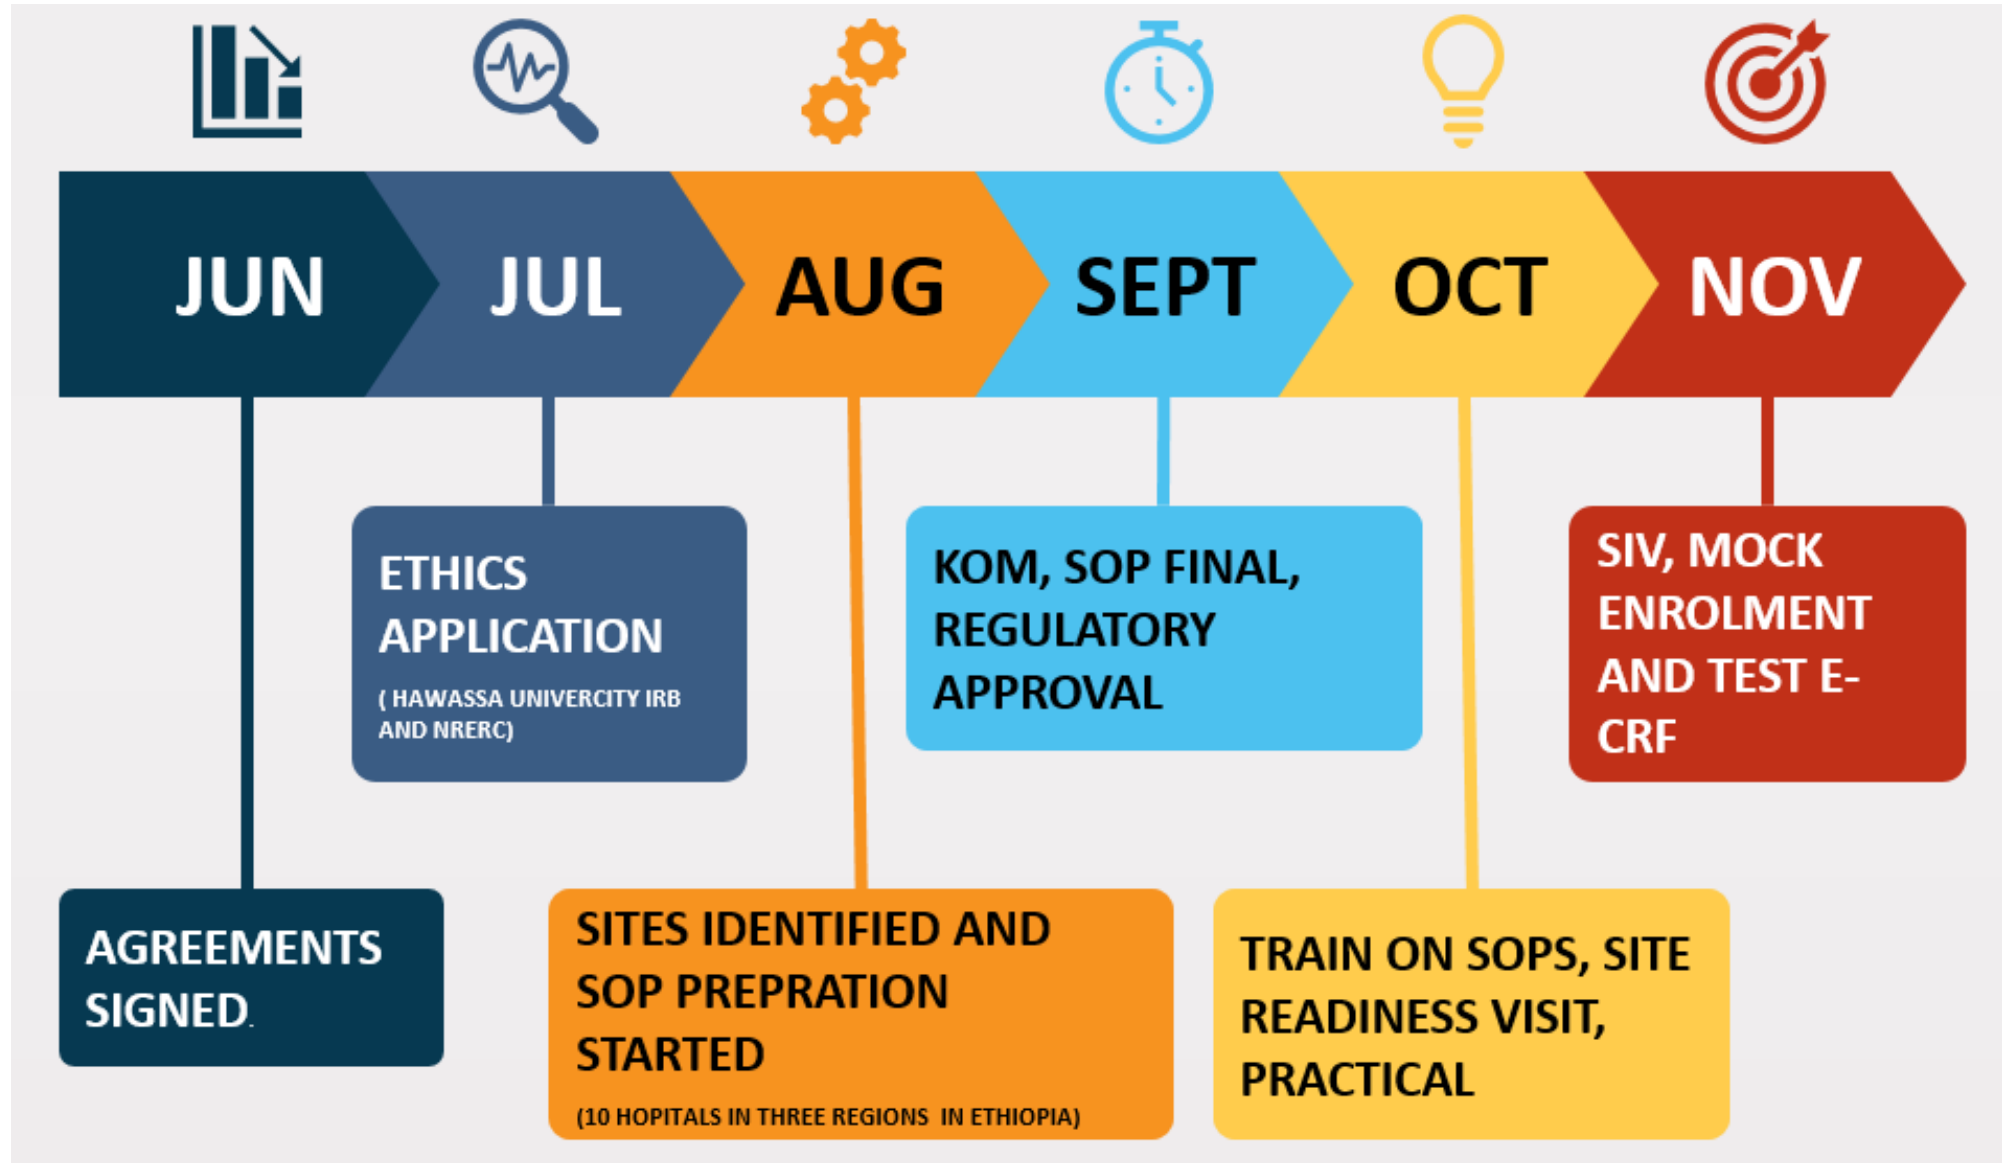 JUN
JUL
AUG
SEPT
OCT
NOV
ETHICS
APPLICATION
( HAWASSA UNIVERCITY IRB
AND NRERC)
KOM, SOP FINAL,
REGULATORY
APPROVAL
SIV, MOCK
ENROLMENT
AND TEST E-
CRF
AGREEMENTS
SIGNED.
SITES IDENTIFIED AND
SOP PREPRATION
STARTED
(10 HOPITALS IN THREE REGIONS IN ETHIOPIA)
TRAIN ON SOPS, SITE
READINESS VISIT,
PRACTICAL